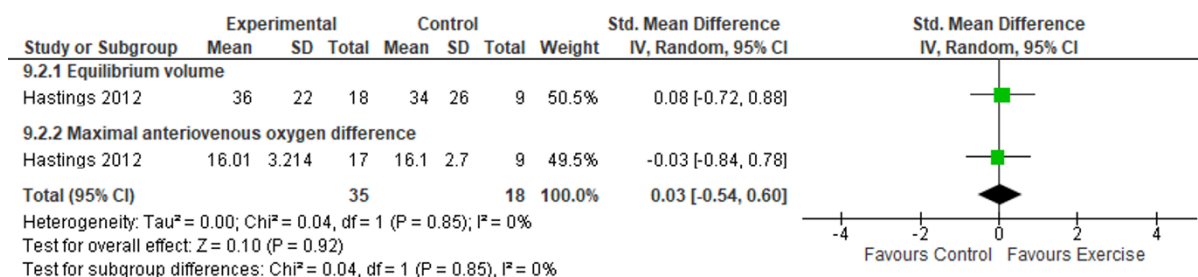 Experimental Control Std. Mean Difference Std. Mean Difference
Study or Subgroup Mean SD Total Mean SD Total Weight IV, Random, 95% CI IV, Random, 95% CI
9.2.1 Equilibrium volume
Hastings 2012 36 22 18 34 26 9 50.5% 0.08 [-0.72, 0.88]
9.2.2 Maximal anteriovenous oxygen difference
Hastings 2012 16.01 3.214 17 16.1 2.7 9 49.5% -0.03 [-0.84, 0.78]
Total (95% CI) 35 18 100.0% 0.03 [-0.54, 0.60]
Heterogeneity: Tau² = 0.00; Chi² = 0.04, df = 1 (P = 0.85); I² = 0%
Test for overall effect: Z = 0.10 (P = 0.92)
Test for subgroup differences: Chi² = 0.04, df = 1 (P = 0.85), I² = 0%
-4 -2 0 2 4
Favours Control Favours Exercise